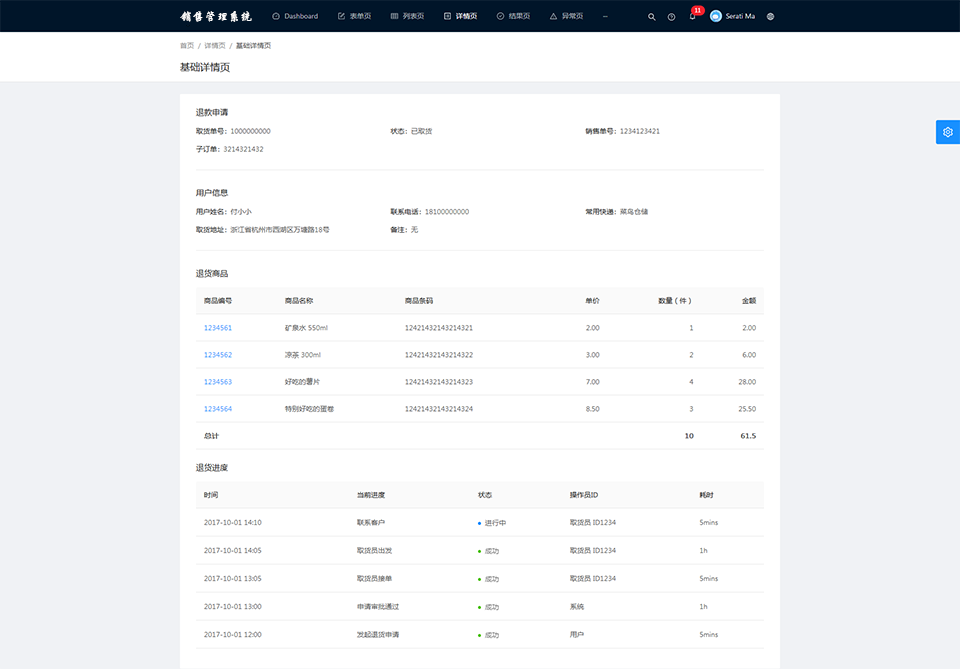 销售管理系统 Dashboard 表单页 列表页 详情页 结果页 异常页 ··· 11 Serati Ma
首页 / 详情页 / 基础详情页
基础详情页
退款申请
取货单号：1000000000 状态：已取货 销售单号：1234123421
子订单：3214321432
用户信息
用户姓名：付小小 联系电话：18100000000 常用快递：菜鸟仓储
取货地址：浙江省杭州市西湖区万塘路18号 备注：无
退货商品
商品编号 商品名称 商品条码 单价 数量（件） 金额
1234561 矿泉水 550ml 12421432143214321 2.00 1 2.00
1234562 凉茶 300ml 12421432143214322 3.00 2 6.00
1234563 好吃的薯片 12421432143214323 7.00 4 28.00
1234564 特别好吃的蛋卷 12421432143214324 8.50 3 25.50
总计 10 61.5
退货进度
时间 当前进度 状态 操作员ID 耗时
2017-10-01 14:10 联系客户 进行中 取货员 ID1234 5mins
2017-10-01 14:05 取货员出发 成功 取货员 ID1234 1h
2017-10-01 13:05 取货员接单 成功 取货员 ID1234 5mins
2017-10-01 13:00 申请审批通过 成功 系统 1h
2017-10-01 12:00 发起退货申请 成功 用户 5mins